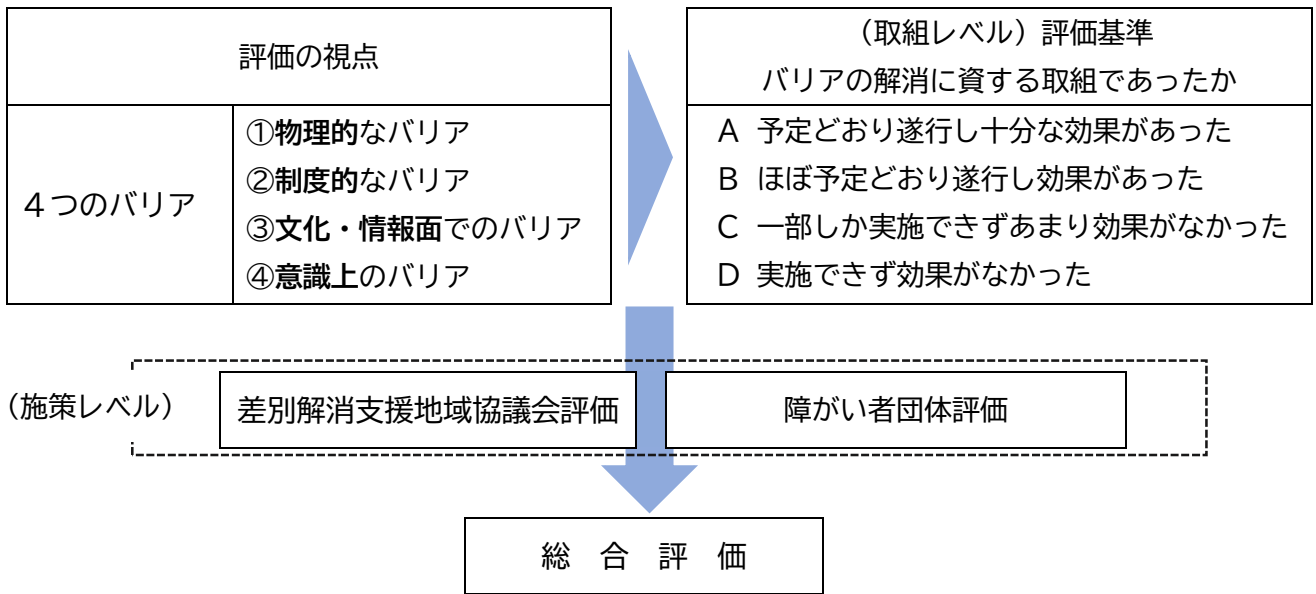 評価の視点
4つのバリア
①物理的なバリア
②制度的なバリア
③文化・情報面でのバリア
④意識上のバリア
（取組レベル）評価基準
バリアの解消に資する取組であったか
A 予定どおり遂行し十分な効果があった
B ほぼ予定どおり遂行し効果があった
C 一部しか実施できずあまり効果がなかった
D 実施できず効果がなかった
（施策レベル）
差別解消支援地域協議会評価
障がい者団体評価
総 合 評 価